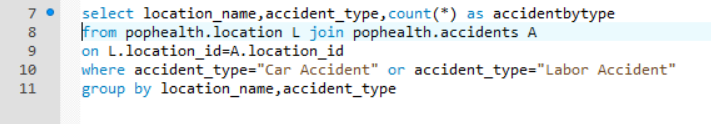 7 select location_name,accident_type,count(*) as accidentbytype
8 from pophealth.location L join pophealth.accidents A
9 on L.location_id=A.location_id
10 where accident_type="Car Accident" or accident_type="Labor Accident"
11 group by location_name,accident_type